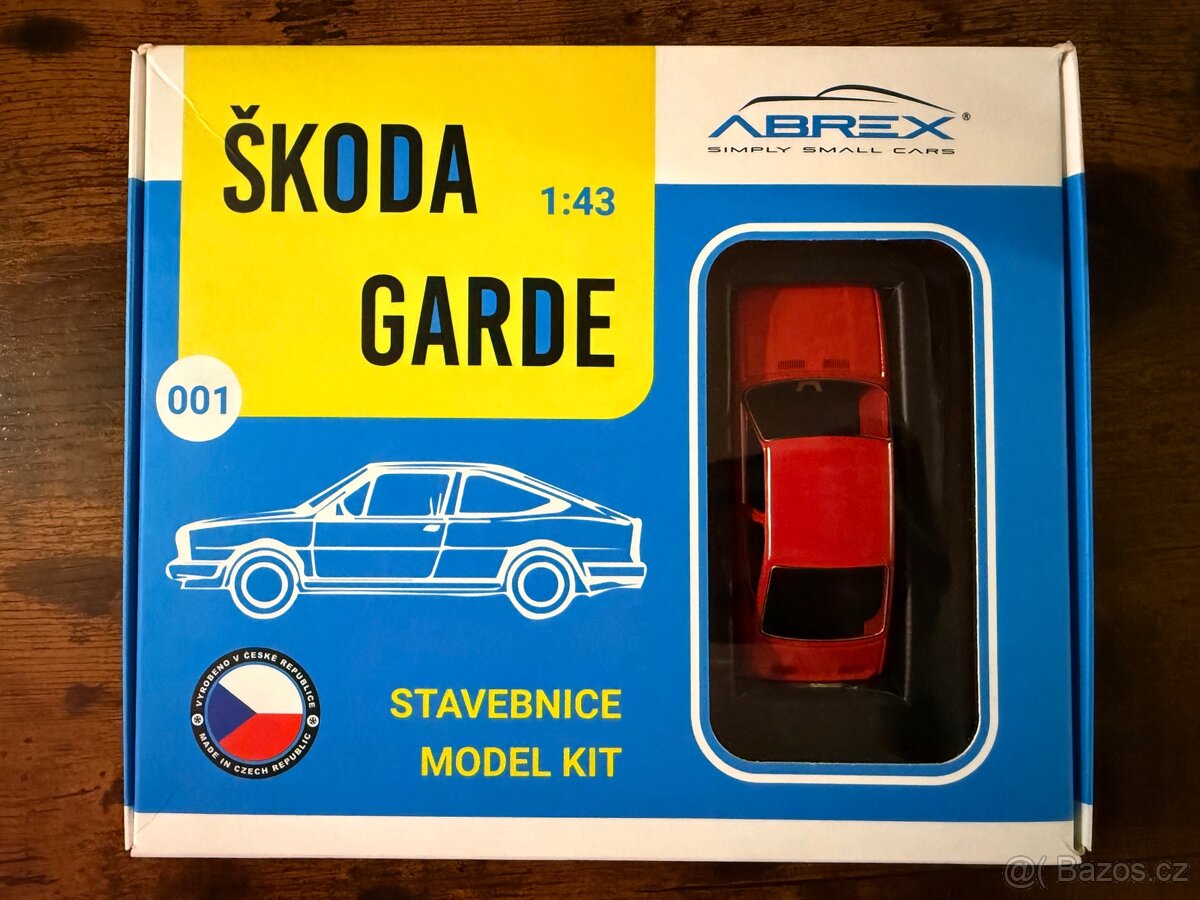 ŠKODA
1:43
GARDE
001
ABREX®
SIMPLY SMALL CARS
VYROBENO V ČESKÉ REPUBLICE
MADE IN CZECH REPUBLIC
STAVEBNICE
MODEL KIT
@( Bazos.cz